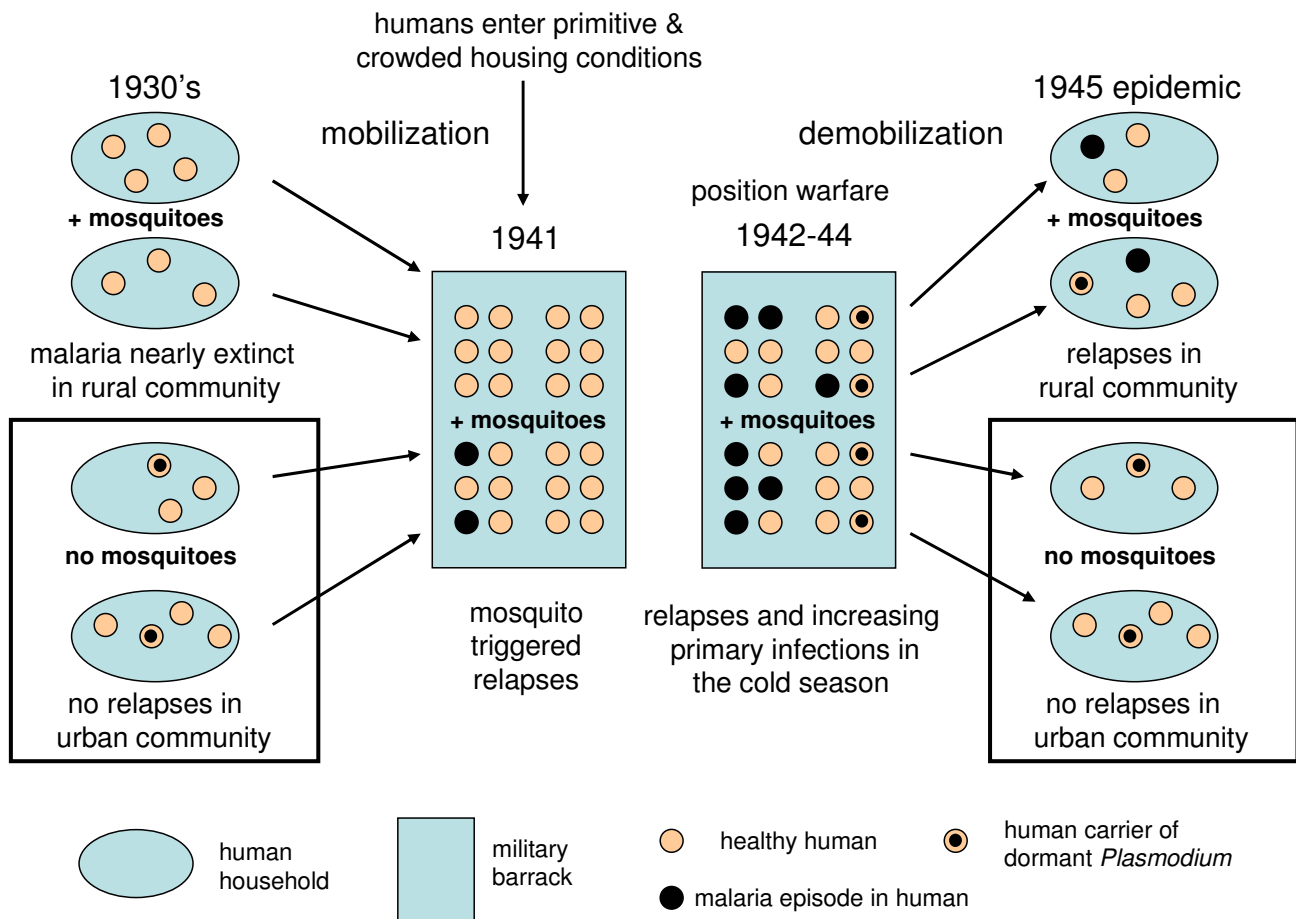 humans enter primitive &
crowded housing conditions
1930's
mobilization
demobilization
1945 epidemic
position warfare
+ mosquitoes
1941
1942-44
+ mosquitoes
malaria nearly extinct
in rural community
relapses in
rural community
+ mosquitoes
+ mosquitoes
no mosquitoes
no mosquitoes
no relapses in
urban community
mosquito
triggered
relapses
relapses and increasing
primary infections in
the cold season
no relapses in
urban community
human
household
military
barrack
healthy human
malaria episode in human
human carrier of
dormant Plasmodium